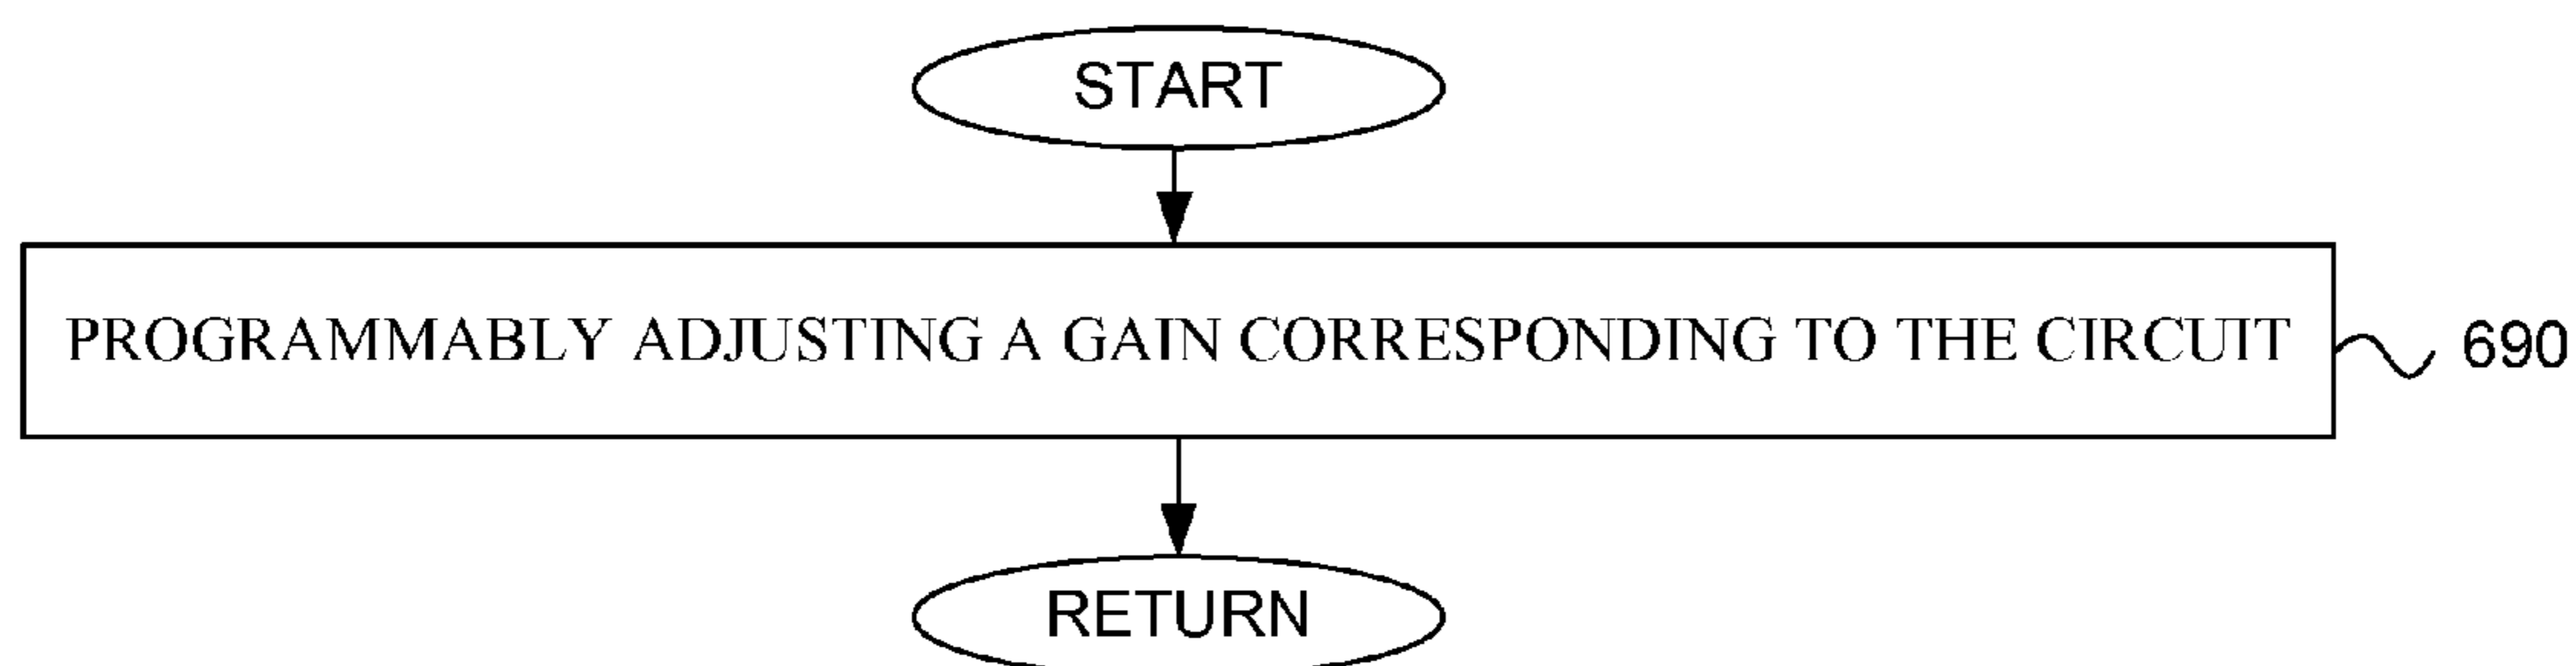 START
PROGRAMMABLY ADJUSTING A GAIN CORRESPONDING TO THE CIRCUIT
690
RETURN